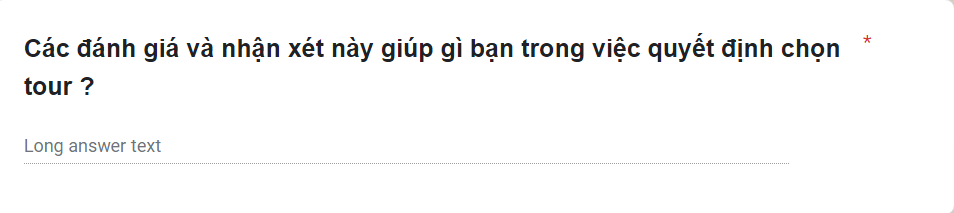 Các đánh giá và nhận xét này giúp gì bạn trong việc quyết định chọn *
tour ?
Long answer text